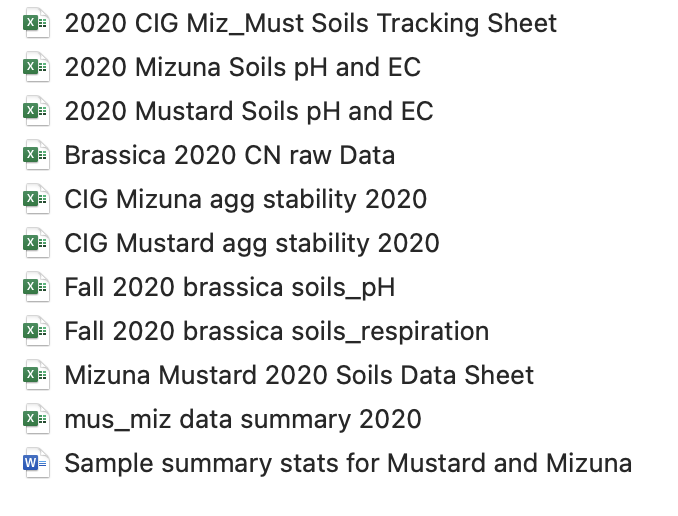 2020 CIG Miz_Must Soils Tracking Sheet
2020 Mizuna Soils pH and EC
2020 Mustard Soils pH and EC
Brassica 2020 CN raw Data
CIG Mizuna agg stability 2020
CIG Mustard agg stability 2020
Fall 2020 brassica soils_pH
Fall 2020 brassica soils_respiration
Mizuna Mustard 2020 Soils Data Sheet
mus_miz data summary 2020
Sample summary stats for Mustard and Mizuna